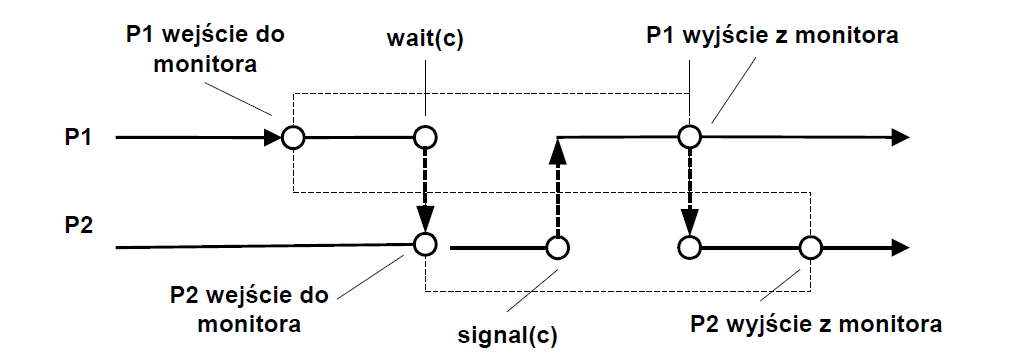 P1 wejście do
monitora
wait(c)
P1 wyjście z monitora
P1
P2
P2 wejście do
monitora
signal(c)
P2 wyjście z monitora